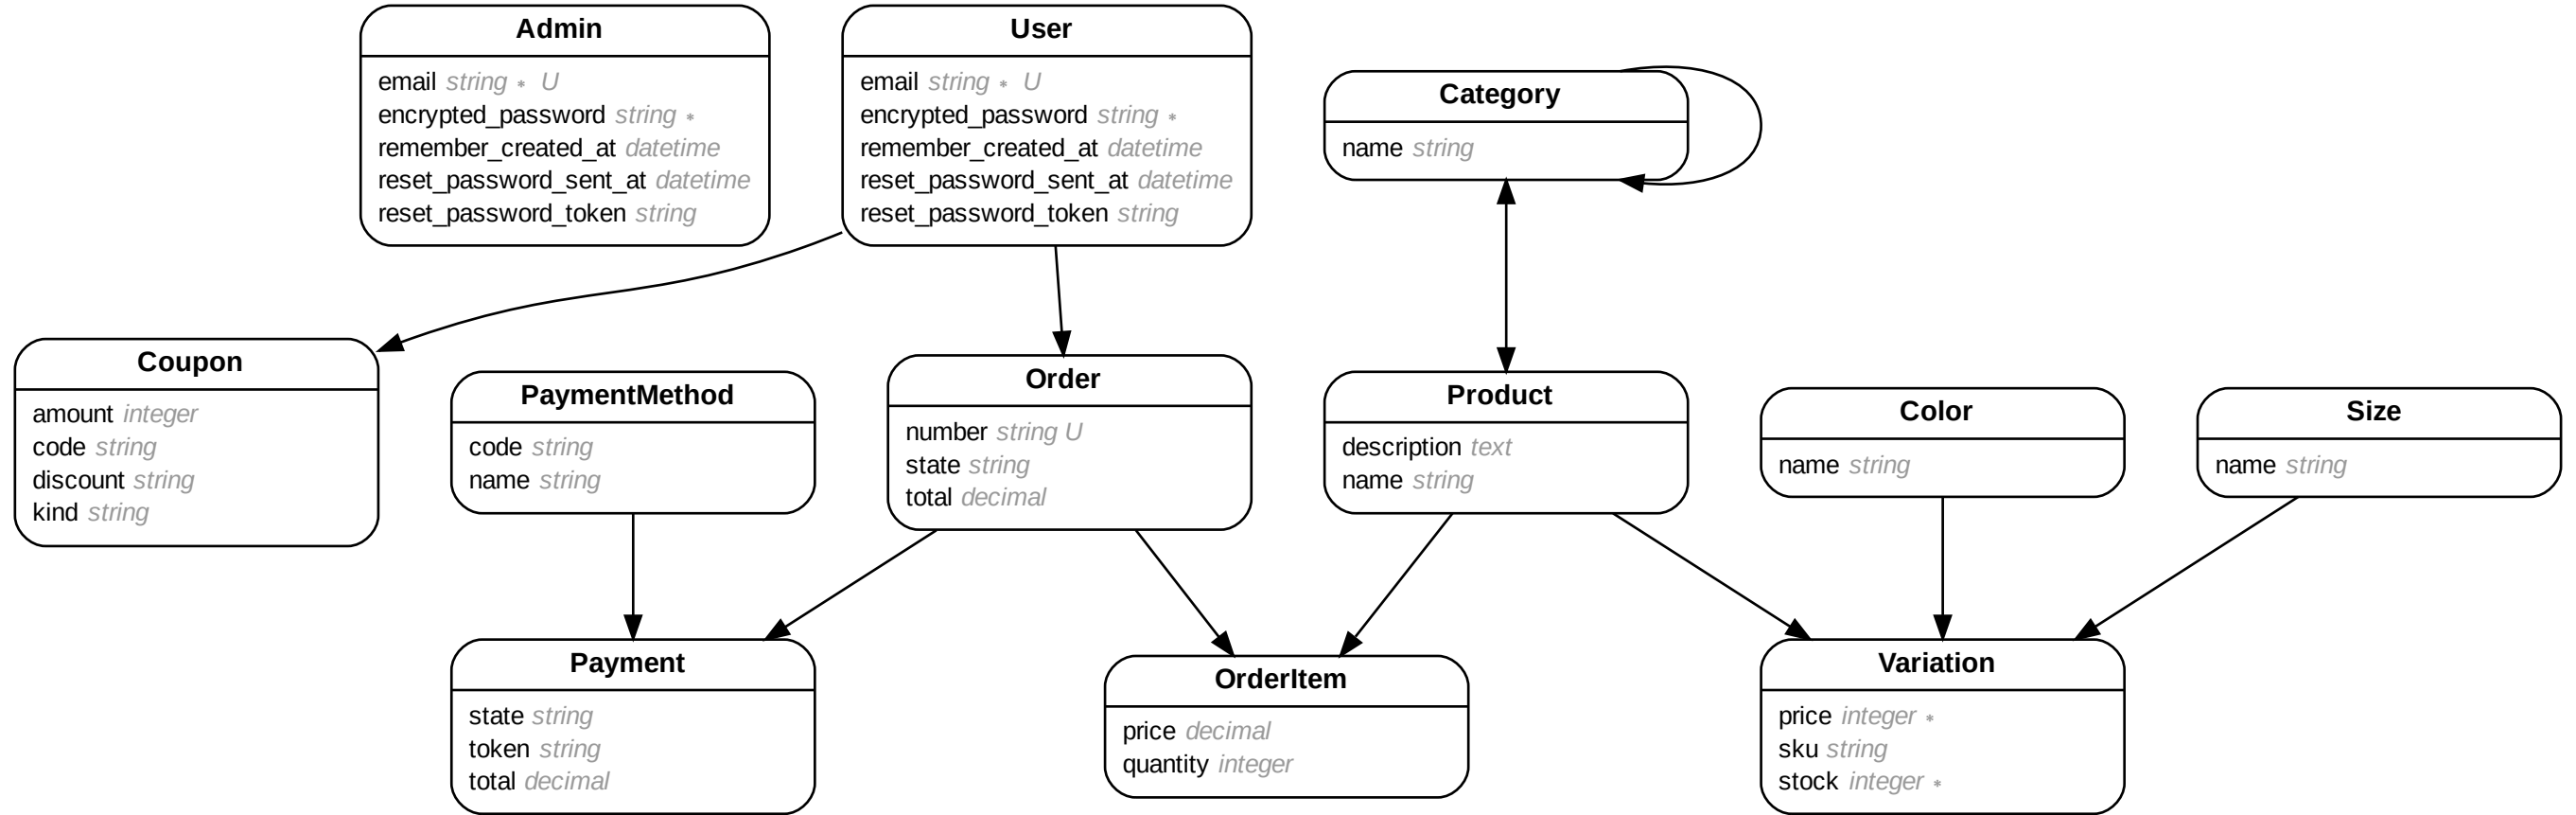 Admin
email string * U
encrypted_password string *
remember_created_at datetime
reset_password_sent_at datetime
reset_password_token string
User
email string * U
encrypted_password string *
remember_created_at datetime
reset_password_sent_at datetime
reset_password_token string
Category
name string
Coupon
amount integer
code string
discount string
kind string
PaymentMethod
code string
name string
Order
number string U
state string
total decimal
Product
description text
name string
Color
name string
Size
name string
Payment
state string
token string
total decimal
OrderItem
price decimal
quantity integer
Variation
price integer *
sku string
stock integer *